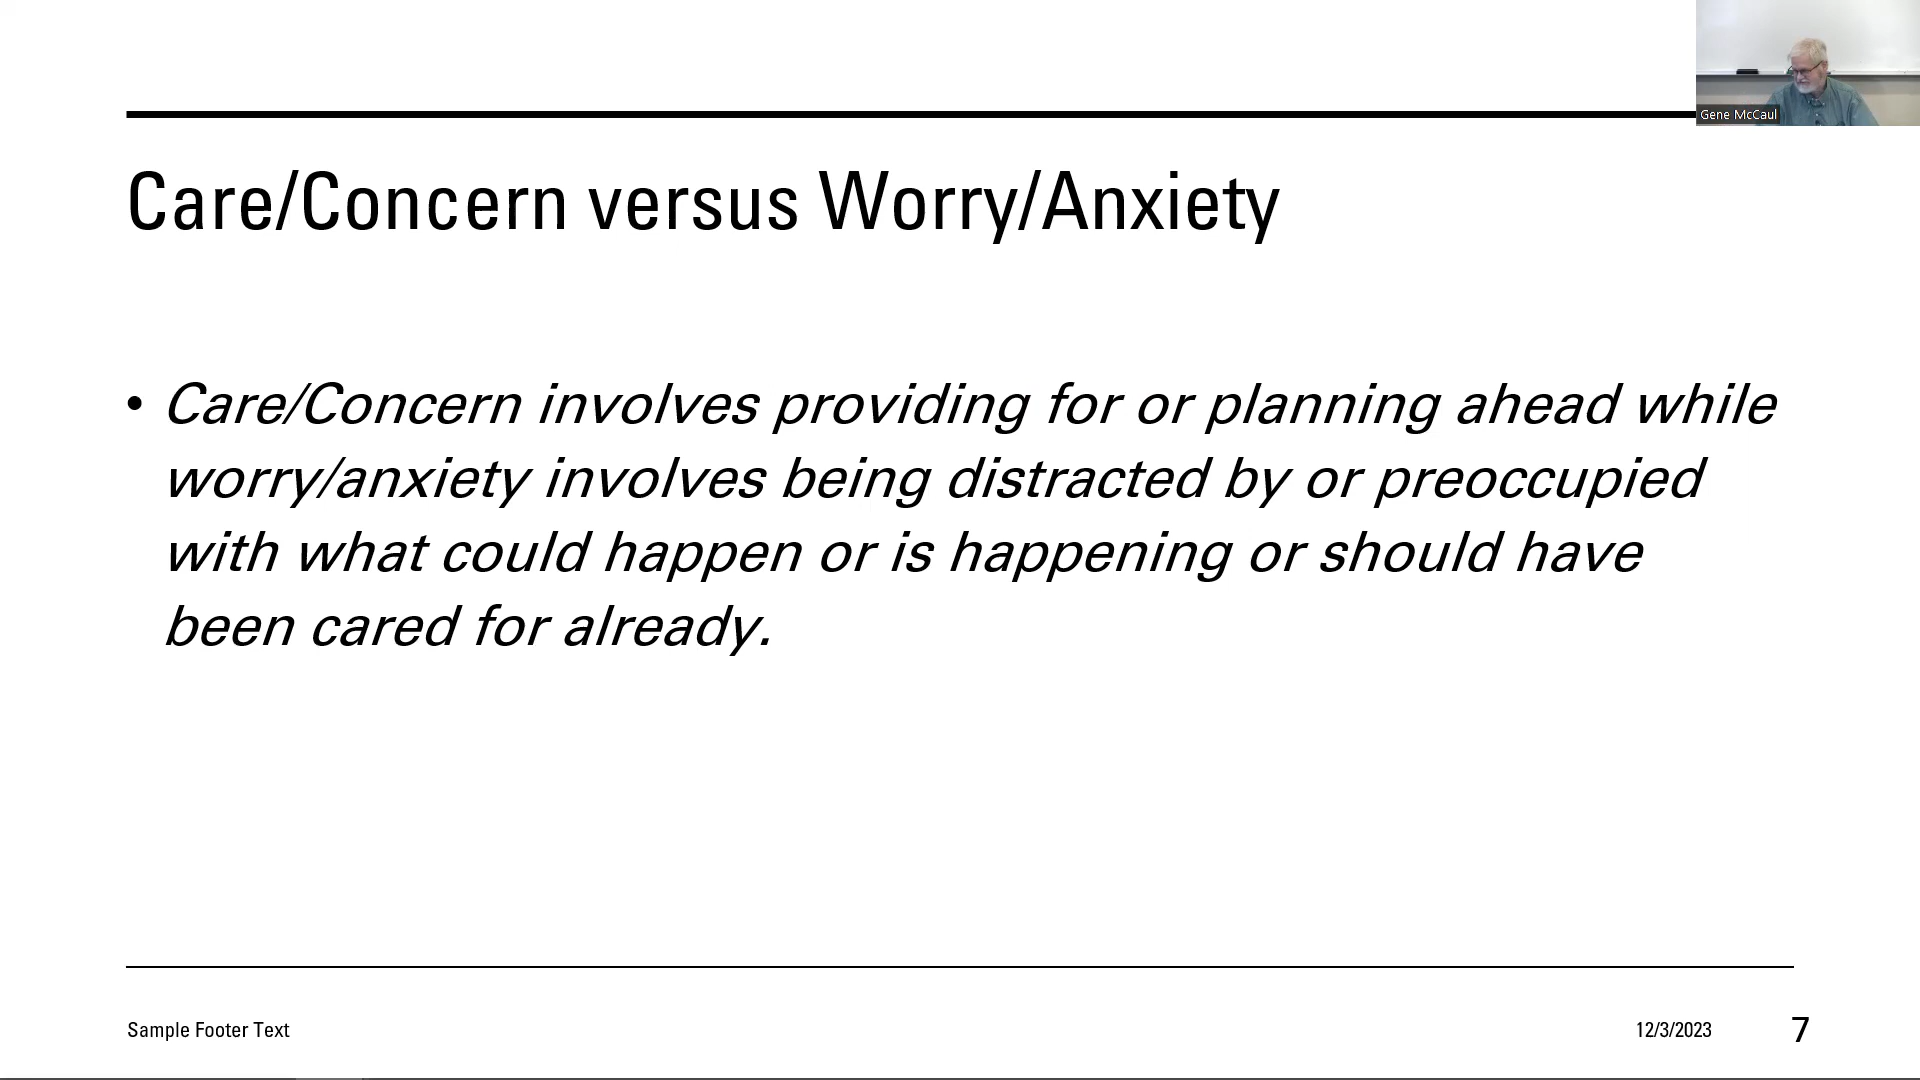 Gene McCaul
Care/Concern versus Worry/Anxiety
• Care/Concern involves providing for or planning ahead while
worry/anxiety involves being distracted by or preoccupied
with what could happen or is happening or should have
been cared for already.
Sample Footer Text
12/3/2023
7